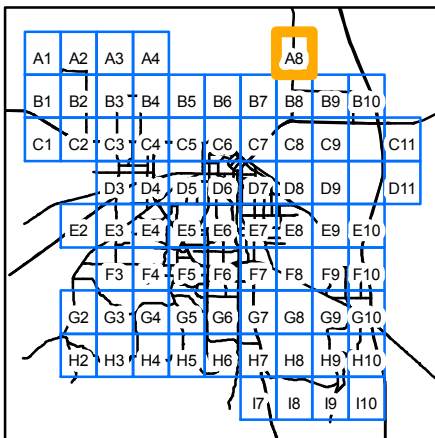 A1 A2 A3 A4 A8
B1 B2 B3 B4 B5 B6 B7 B8 B9 B10
C1 C2 C3 C4 C5 C6 C7 C8 C9 C11
D3 D4 D5 D6 D7 D8 D9 D11
E2 E3 E4 E5 E6 E7 E8 E9 E10
F3 F4 F5 F6 F7 F8 F9 F10
G2 G3 G4 G5 G6 G7 G8 G9 G10
H2 H3 H4 H5 H6 H7 H8 H9 H10
I7 I8 I9 I10